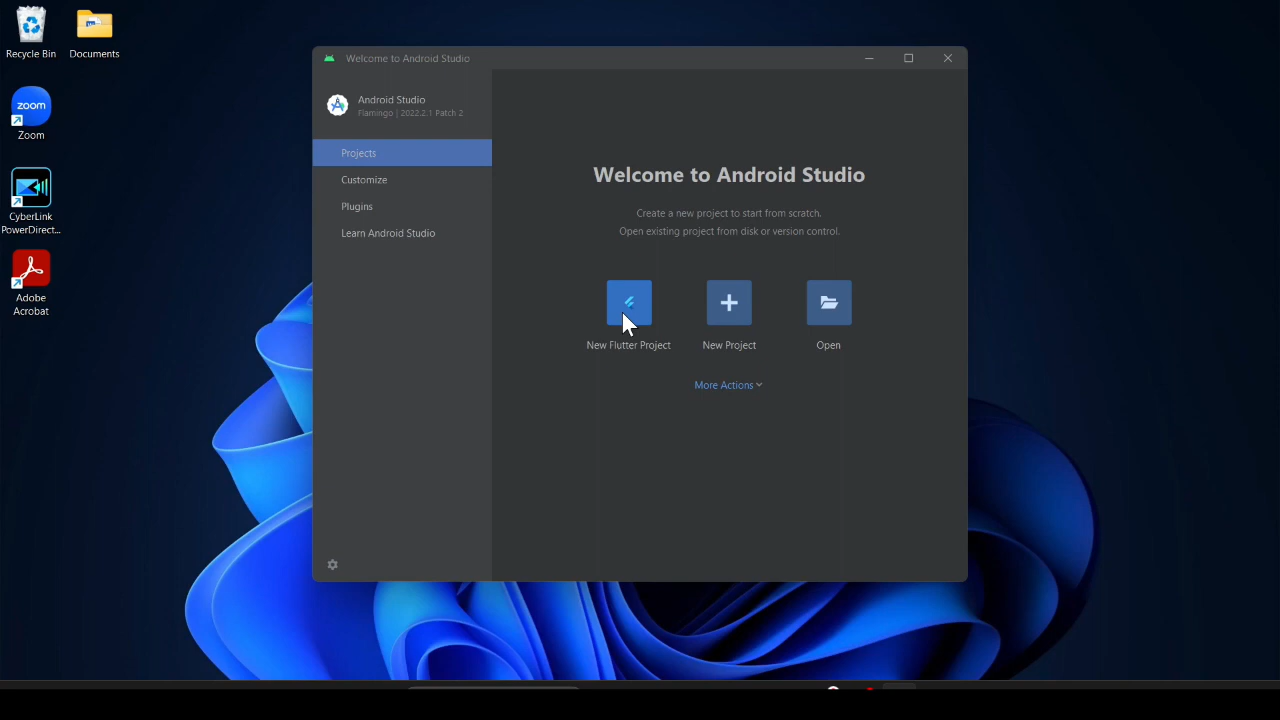 Recycle Bin
Documents
zoom
Zoom
CyberLink
PowerDirect...
Adobe
Acrobat
Welcome to Android Studio
Android Studio
Flamingo | 2022.2.1 Patch 2
Projects
Customize
Plugins
Learn Android Studio
Welcome to Android Studio
Create a new project to start from scratch.
Open existing project from disk or version control.
New Flutter Project
New Project
Open
More Actions